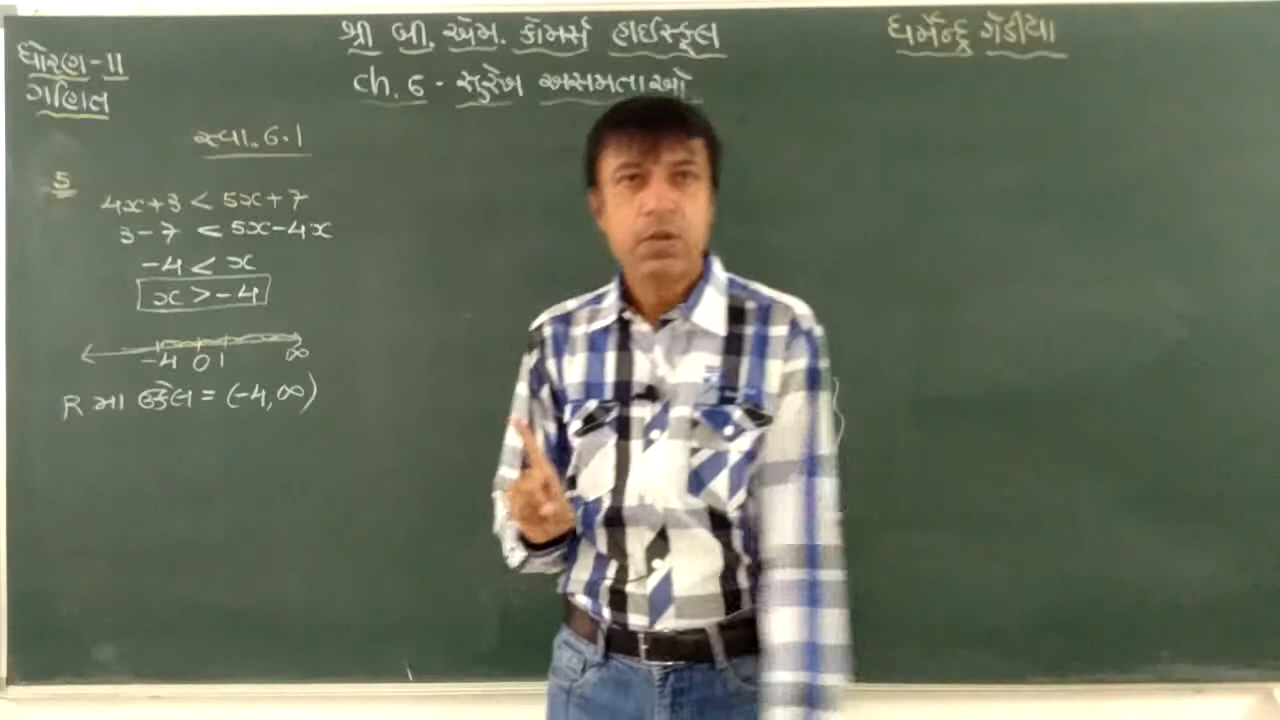 શ્રી બી. એમ. કોમર્સ હાઈસ્કૂલ
ધર્મેન્દ્ર ગેડીયા
ધોરણ-11
ગણિત
ch. 6 - સુરેખ અસમતાઓ
સ્વા. 6.1
5
4x+3 < 5x+7
3-7 < 5x-4x
-4 < x
x > -4
-4 0 1 ∞
R મા ઉકેલ = (-4, ∞)